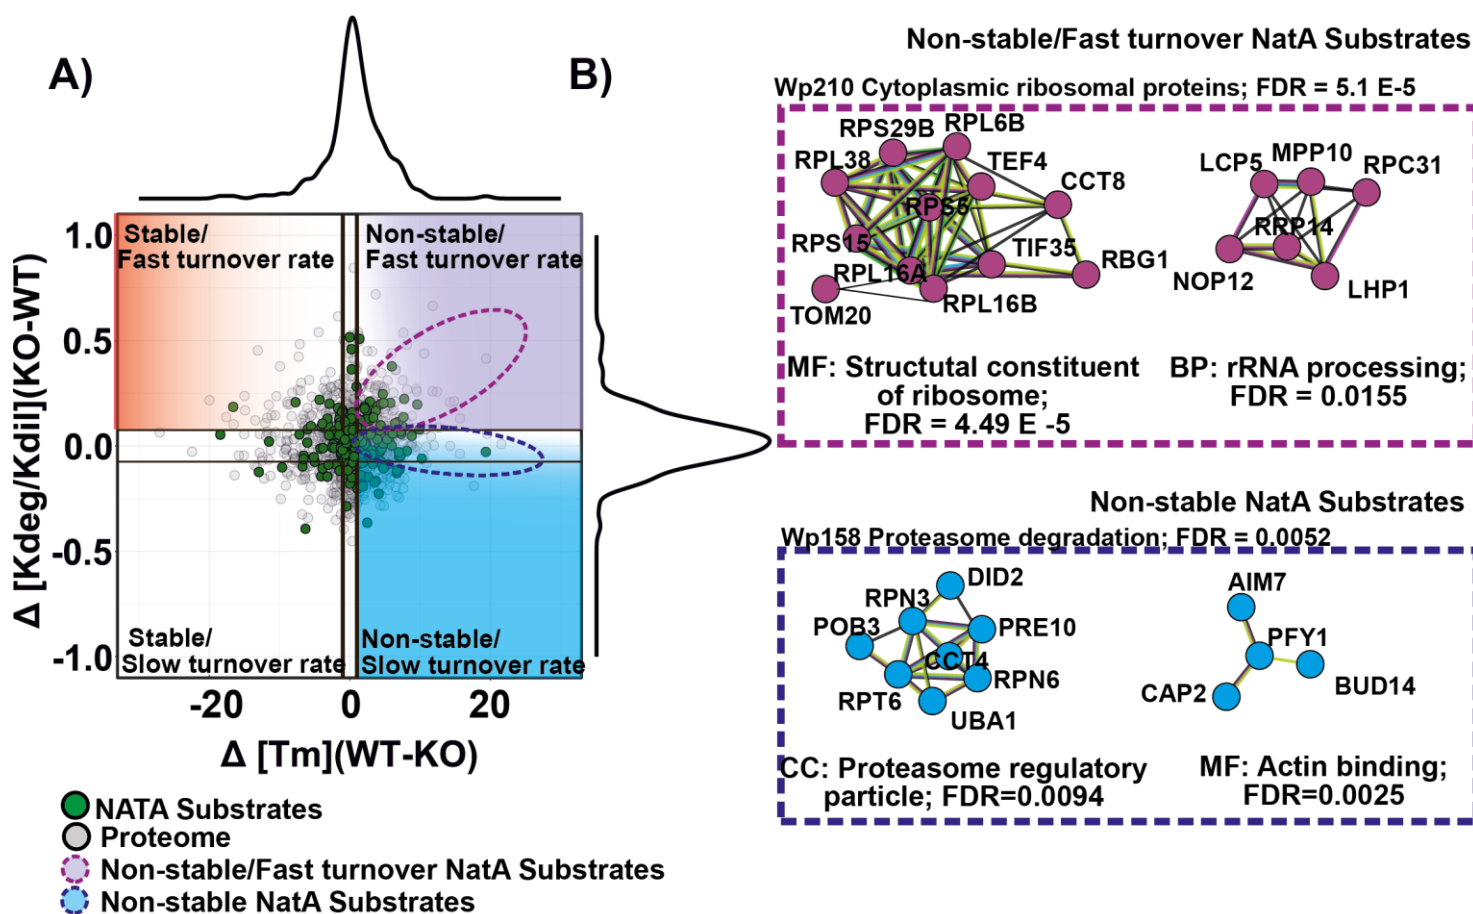 A)
Δ [Kdeg/Kdil](KO-WT)
1.0
0.5
0.0
-0.5
-1.0
Stable/
Fast turnover rate
Non-stable/
Fast turnover rate
Stable/
Slow turnover rate
Non-stable/
Slow turnover rate
-20
0
20
Δ [Tm](WT-KO)
NATA Substrates
Proteome
Non-stable/Fast turnover NatA Substrates
Non-stable NatA Substrates
B)
Non-stable/Fast turnover NatA Substrates
Wp210 Cytoplasmic ribosomal proteins; FDR = 5.1 E-5
RPS29B
RPL6B
RPL38
TEF4
CCT8
RPS5
RPS15
TIF35
RPL16A
RBG1
RPL16B
TOM20
LCP5
MPP10
RPC31
RRP14
NOP12
LHP1
MF: Structutal constituent
of ribosome;
FDR = 4.49 E -5
BP: rRNA processing;
FDR = 0.0155
Non-stable NatA Substrates
Wp158 Proteasome degradation; FDR = 0.0052
DID2
RPN3
POB3
PRE10
CCT4
RPT6
RPN6
UBA1
AIM7
PFY1
CAP2
BUD14
CC: Proteasome regulatory
particle; FDR=0.0094
MF: Actin binding;
FDR=0.0025